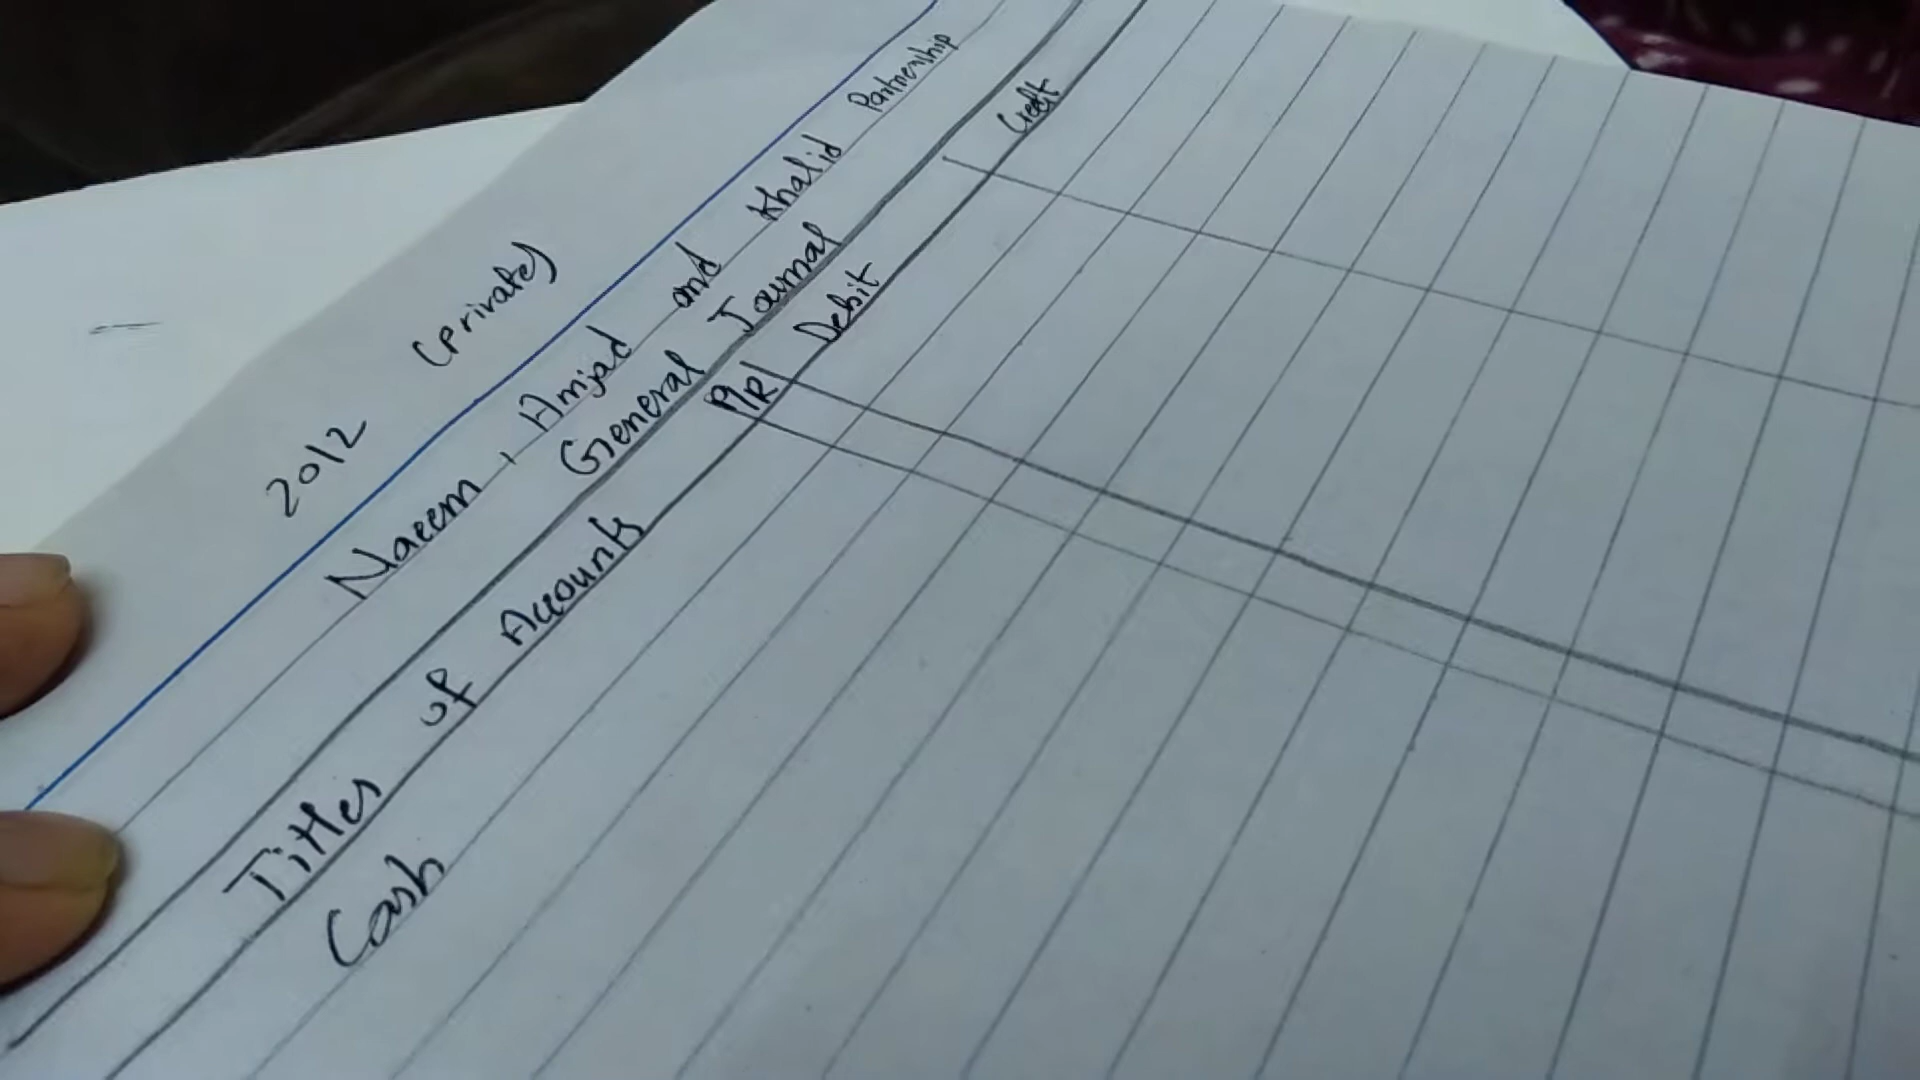 2012 (Private)
Naeem, Amjad and Khalid Partnership
General Journal
Titles of Accounts P/R Debit Credit
Cash